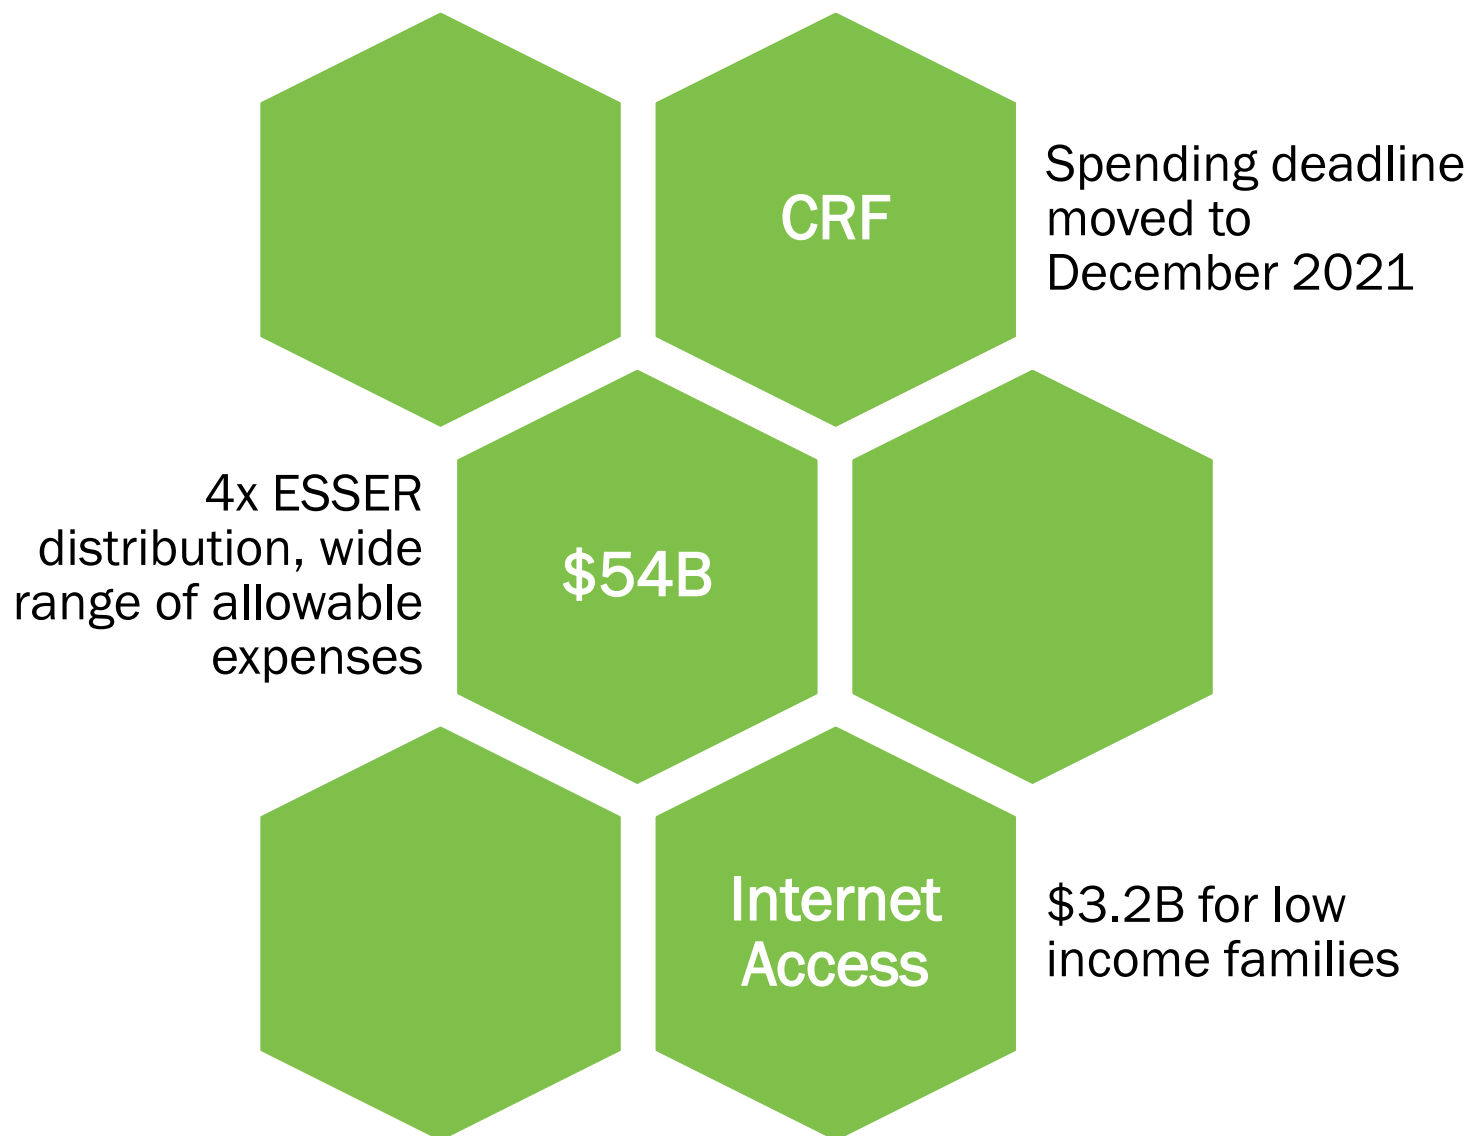 CRF
Spending deadline
moved to
December 2021
4x ESSER
distribution, wide
range of allowable
expenses
$54B
Internet
Access
$3.2B for low
income families